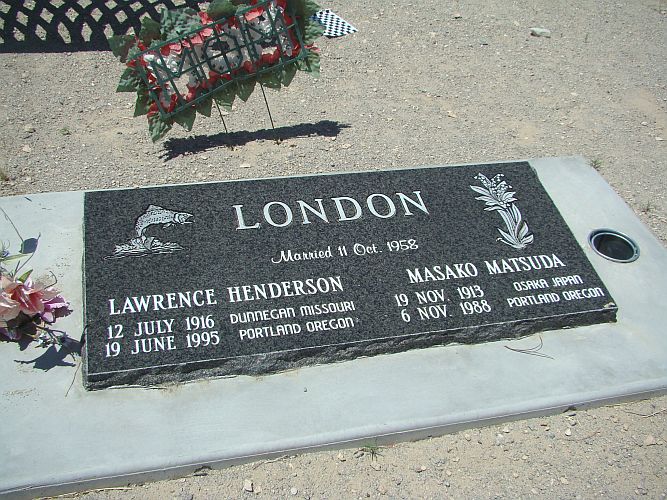 MOM
LONDON
Married 11 Oct. 1958
LAWRENCE HENDERSON
12 JULY 1916 DUNNEGAN MISSOURI
19 JUNE 1995 PORTLAND OREGON
MASAKO MATSUDA
19 NOV. 1913 OSAKA JAPAN
6 NOV. 1988 PORTLAND OREGON